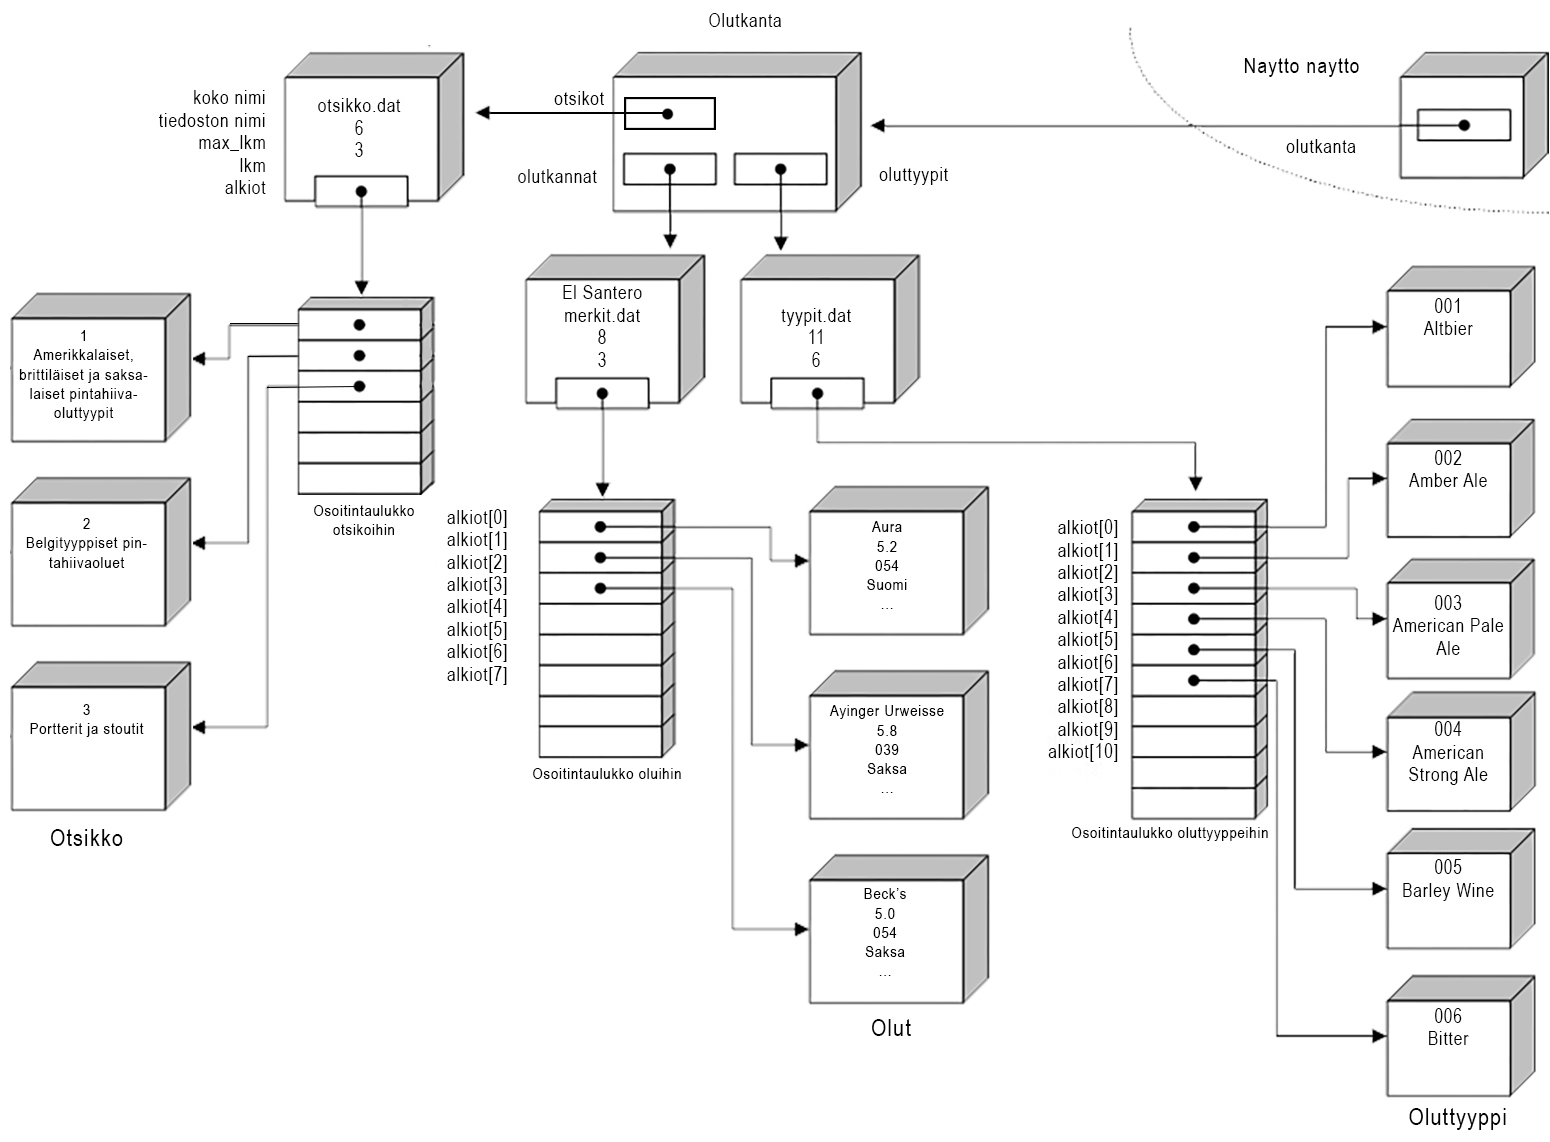 Olutkanta
Naytto naytto
olutkanta
koko nimi
tiedoston nimi
max_lkm
lkm
alkiot
otsikko.dat
6
3
otsikot
olutkannat
oluttyypit
El Santero
merkit.dat
8
3
tyypit.dat
11
6
1
Amerikkalaiset,
brittiläiset ja saksa-
laiset pintahiiva-
oluttyypit
2
Belgityyppiset pin-
tahiivaoluet
3
Portterit ja stoutit
Otsikko
Osoitintaulukko
otsikoihin
alkiot[0]
alkiot[1]
alkiot[2]
alkiot[3]
alkiot[4]
alkiot[5]
alkiot[6]
alkiot[7]
Osoitintaulukko oluihin
Aura
5.2
054
Suomi
...
Ayinger Urweisse
5.8
039
Saksa
...
Beck's
5.0
054
Saksa
...
Olut
alkiot[0]
alkiot[1]
alkiot[2]
alkiot[3]
alkiot[4]
alkiot[5]
alkiot[6]
alkiot[7]
alkiot[8]
alkiot[9]
alkiot[10]
Osoitintaulukko oluttyyppeihin
001
Altbier
002
Amber Ale
003
American Pale
Ale
004
American
Strong Ale
005
Barley Wine
006
Bitter
Oluttyyppi